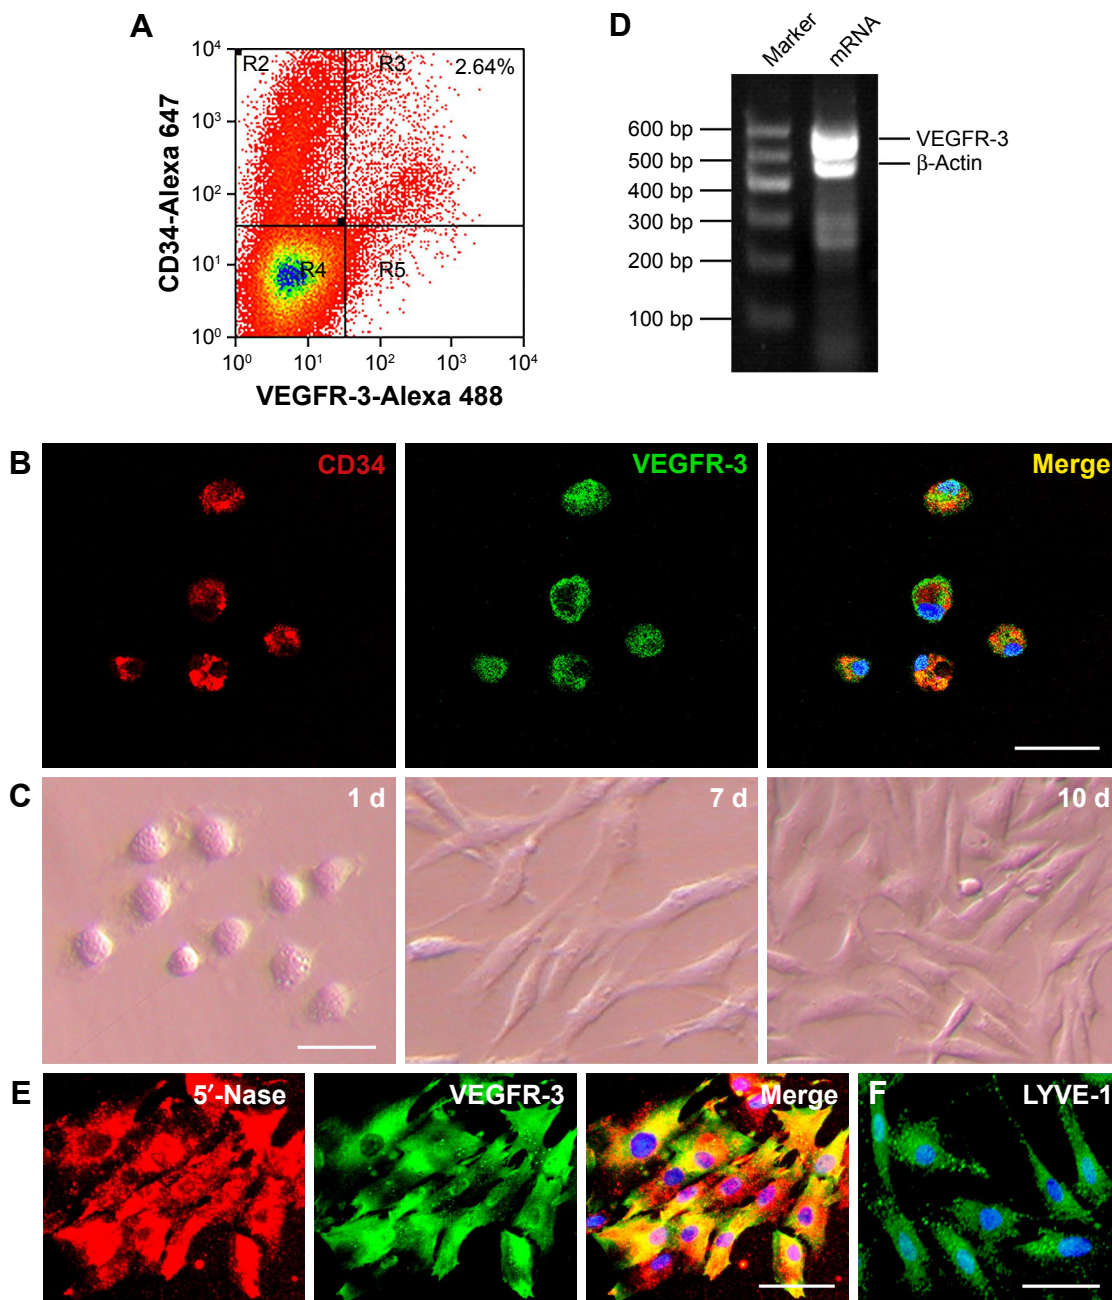 A
10⁴
10³
10²
10¹
10⁰
CD34-Alexa 647
R2
R3
2.64%
R4
R5
10⁰
10¹
10²
10³
10⁴
VEGFR-3-Alexa 488
D
Marker
mRNA
600 bp
500 bp
400 bp
300 bp
200 bp
100 bp
VEGFR-3
β-Actin
B
CD34
VEGFR-3
Merge
C
1 d
7 d
10 d
E
5′-Nase
VEGFR-3
Merge
F
LYVE-1